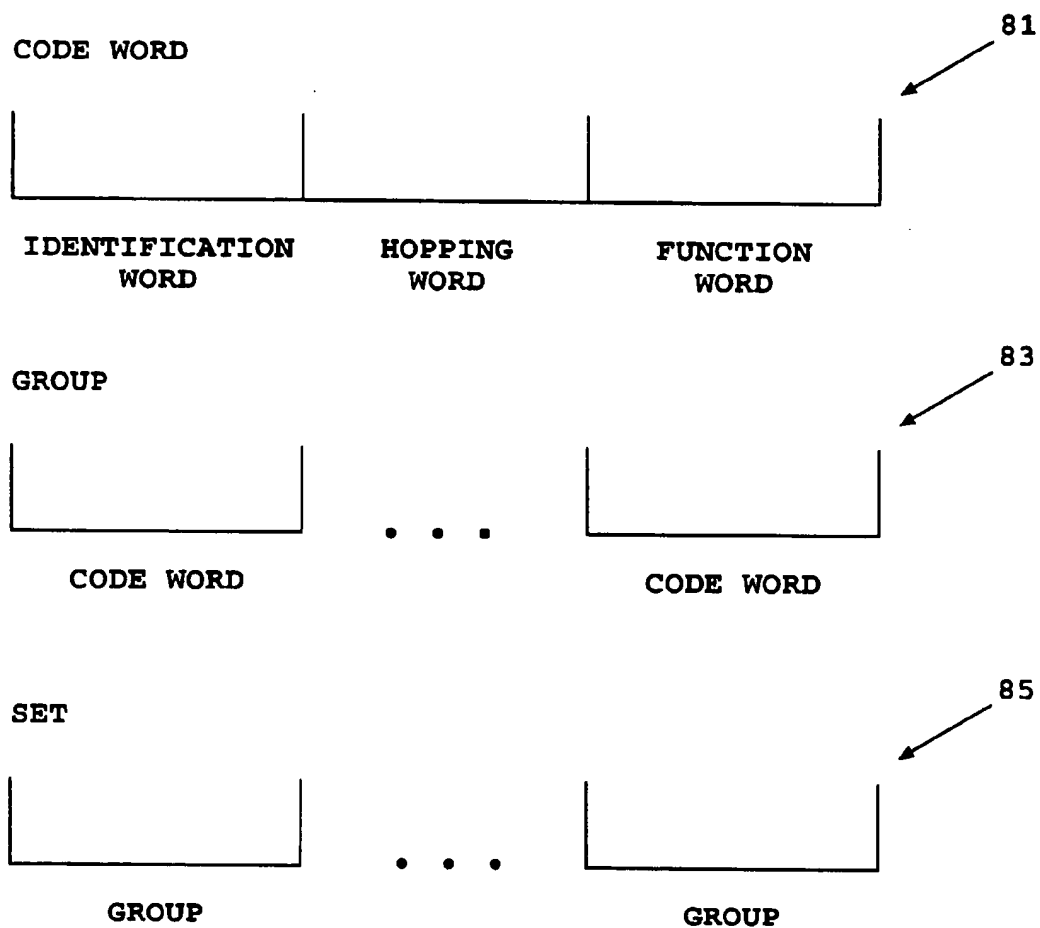 81
CODE WORD
IDENTIFICATION WORD
HOPPING WORD
FUNCTION WORD
83
GROUP
CODE WORD
CODE WORD
85
SET
GROUP
GROUP